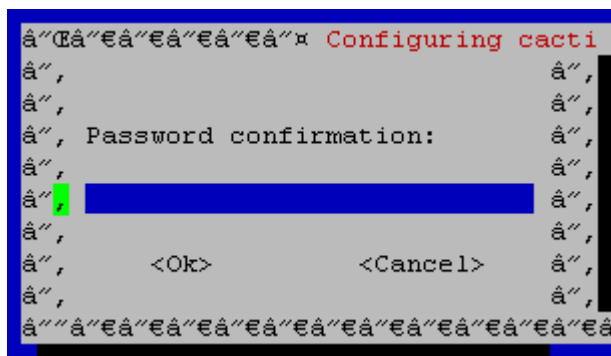 â”Œâ”€â”€â”€â”€â”¤ Configuring cacti
â”‚ â”‚
â”‚ â”‚
â”‚ Password confirmation: â”‚
â”‚ â”‚
â”‚ â”‚
â”‚ â”‚
â”‚ <Ok> <Cancel> â”‚
â”‚ â”‚
â””â”€â”€â”€â”€â”€â”€â”€â”€â”€â”€â